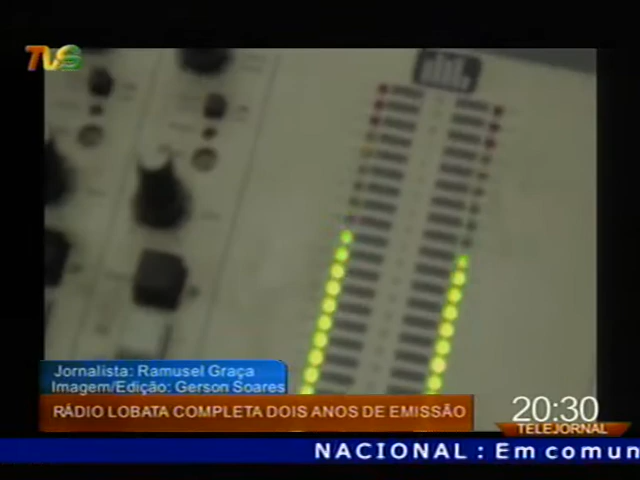 TVS
Jornalista: Ramusel Graça
Imagem/Edição: Gerson Soares
RÁDIO LOBATA COMPLETA DOIS ANOS DE EMISSÃO
20:30
TELEJORNAL
NACIONAL : Em comun